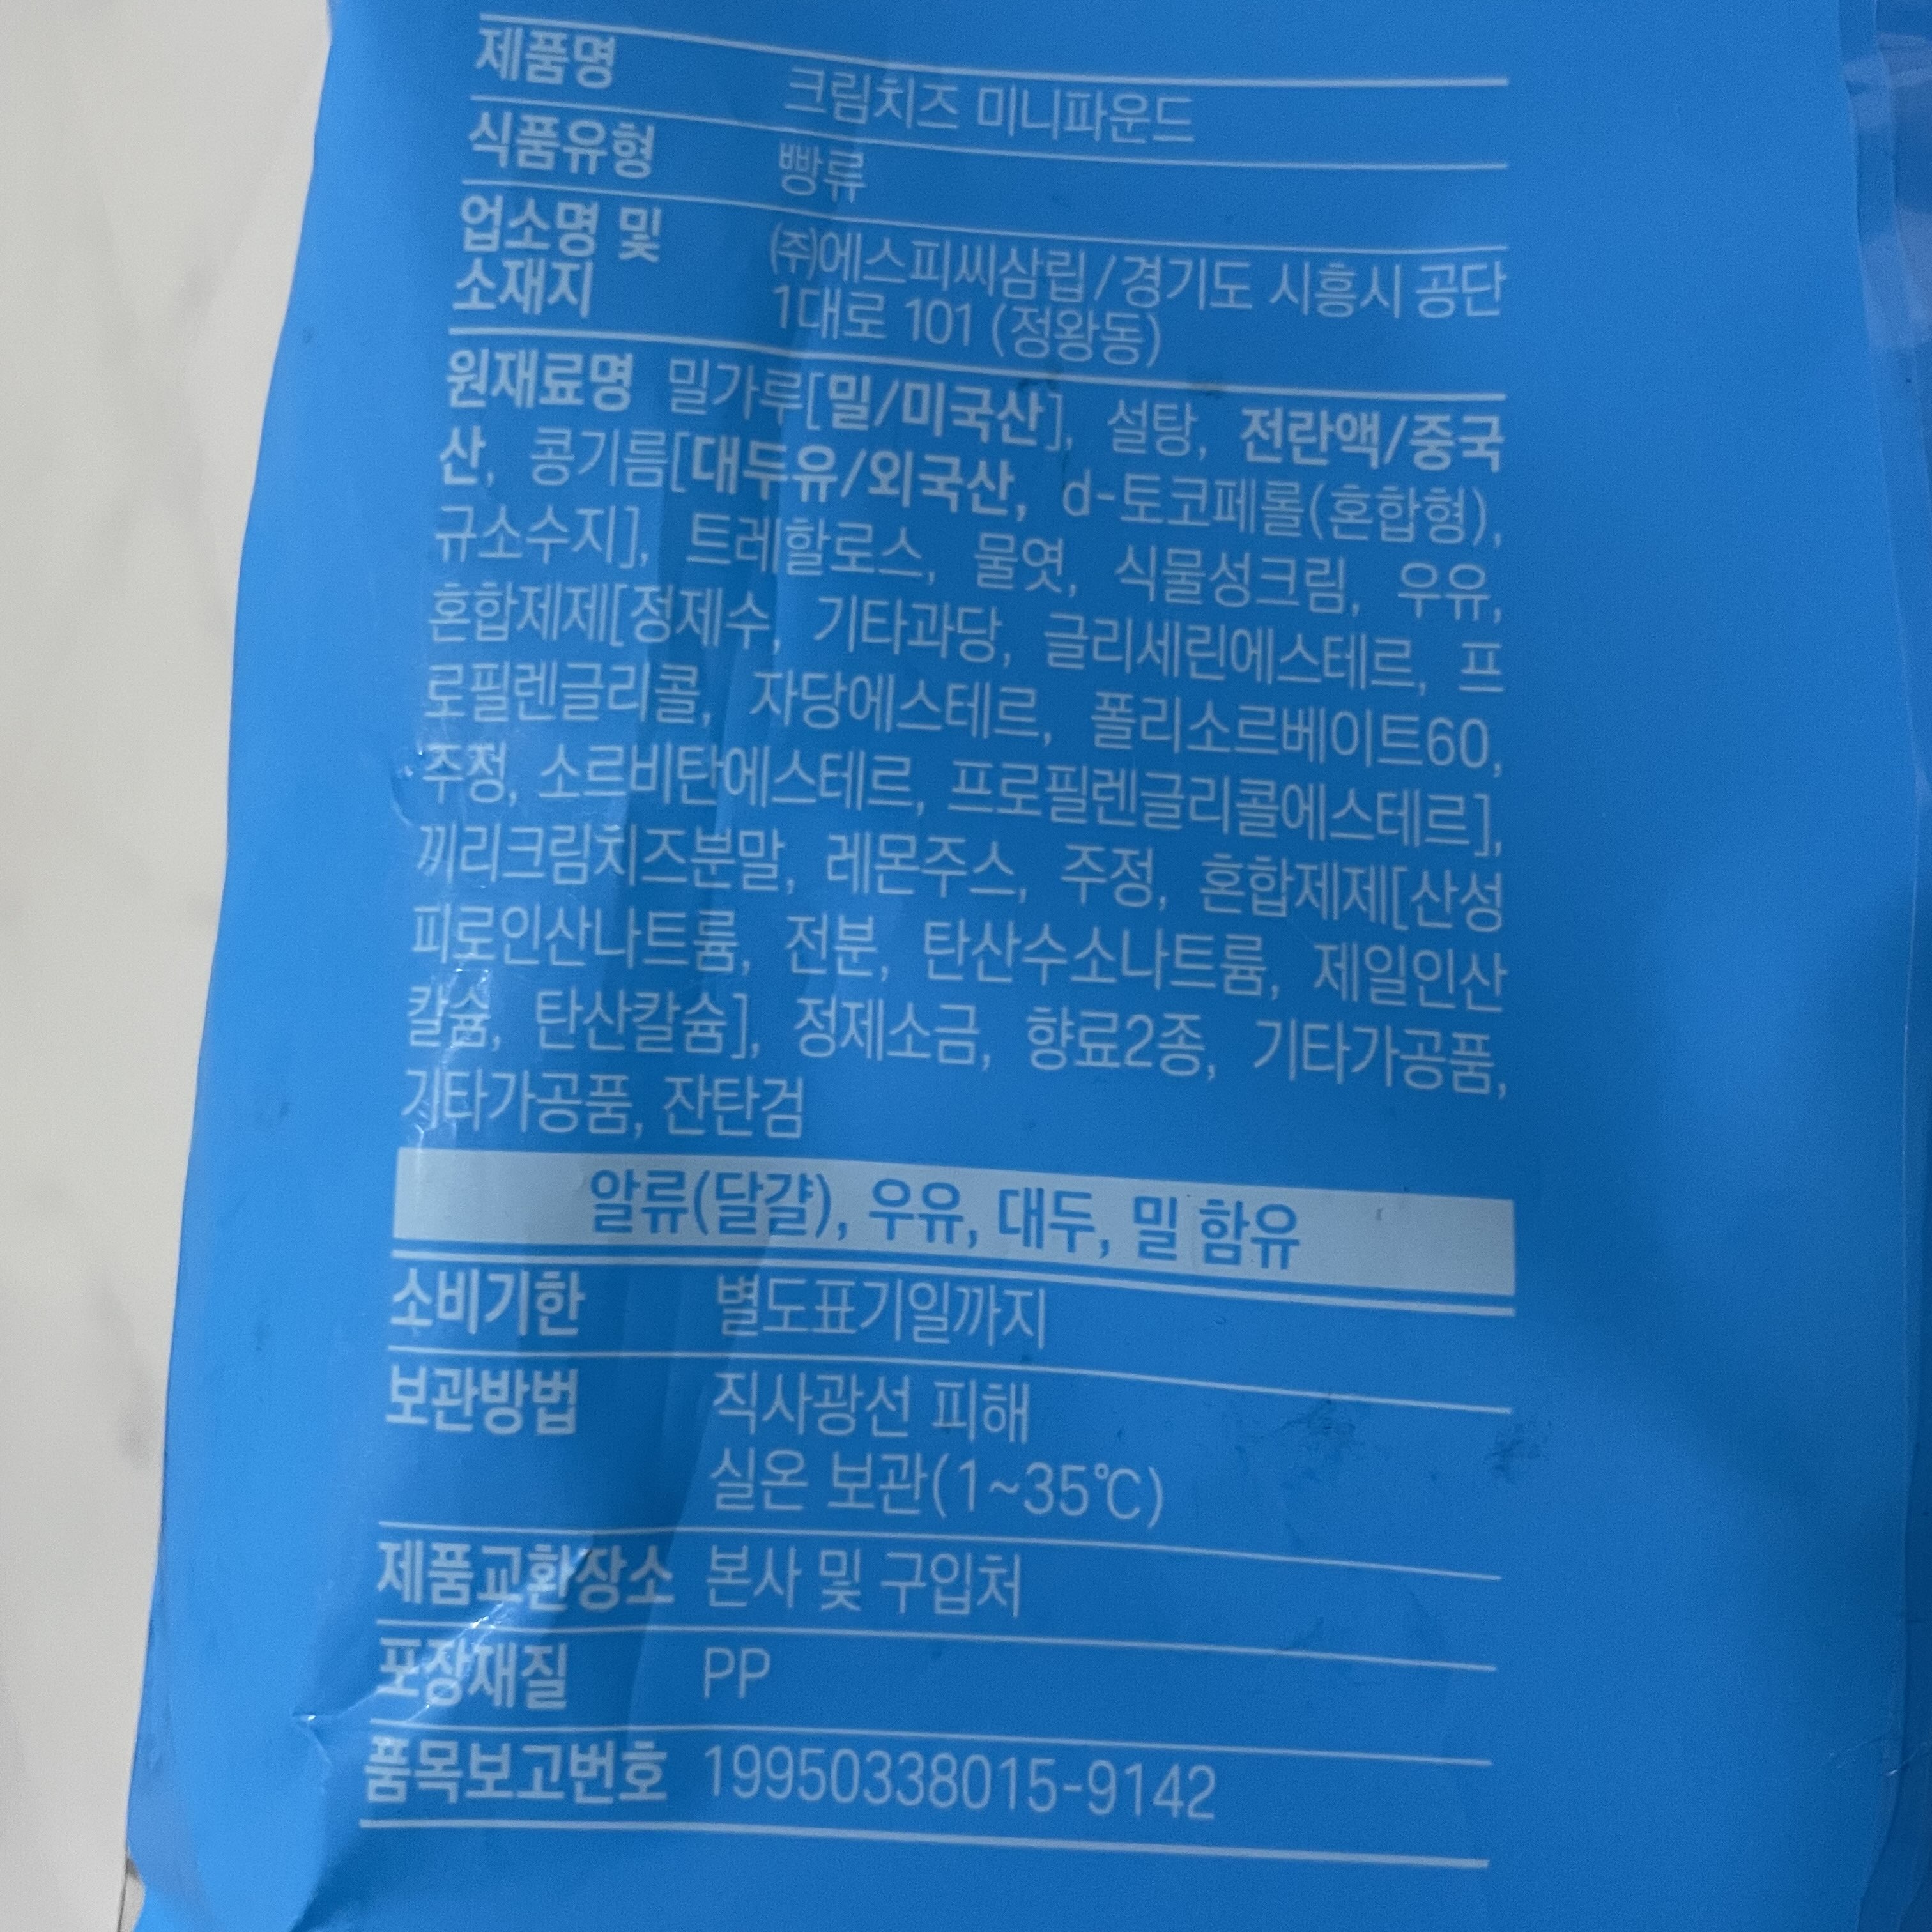 제품명 크림치즈 미니파운드
식품유형 빵류
업소명 및 소재지 ㈜에스피씨삼립/경기도 시흥시 공단
1대로 101 (정왕동)
원재료명 밀가루[밀/미국산], 설탕, 전란액/중국
산, 콩기름[대두유/외국산, d-토코페롤(혼합형),
규소수지], 트레할로스, 물엿, 식물성크림, 우유,
혼합제제[정제수, 기타과당, 글리세린에스테르, 프
로필렌글리콜, 자당에스테르, 폴리소르베이트60,
주정, 소르비탄에스테르, 프로필렌글리콜에스테르],
끼리크림치즈분말, 레몬주스, 주정, 혼합제제[산성
피로인산나트륨, 전분, 탄산수소나트륨, 제일인산
칼슘, 탄산칼슘], 정제소금, 향료2종, 기타가공품,
기타가공품, 잔탄검
알류(달걀), 우유, 대두, 밀 함유
소비기한 별도표기일까지
보관방법 직사광선 피해
실온 보관(1~35℃)
제품교환장소 본사 및 구입처
포장재질 PP
품목보고번호 19950338015-9142